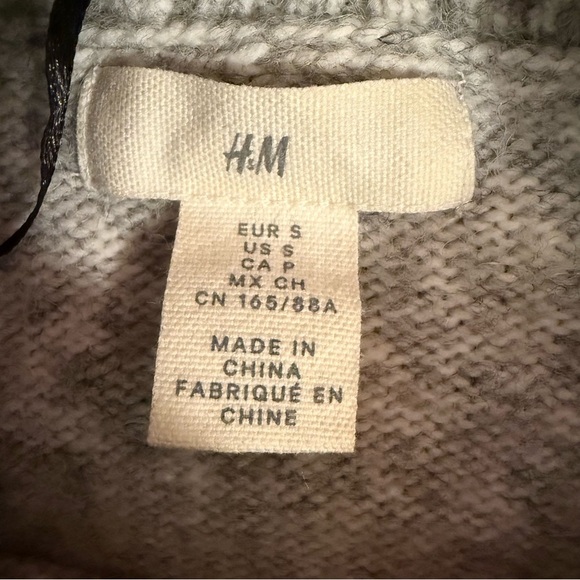 H&M
EUR S
US S
CA P
MX CH
CN 165/88A
MADE IN
CHINA
FABRIQUÉ EN
CHINE